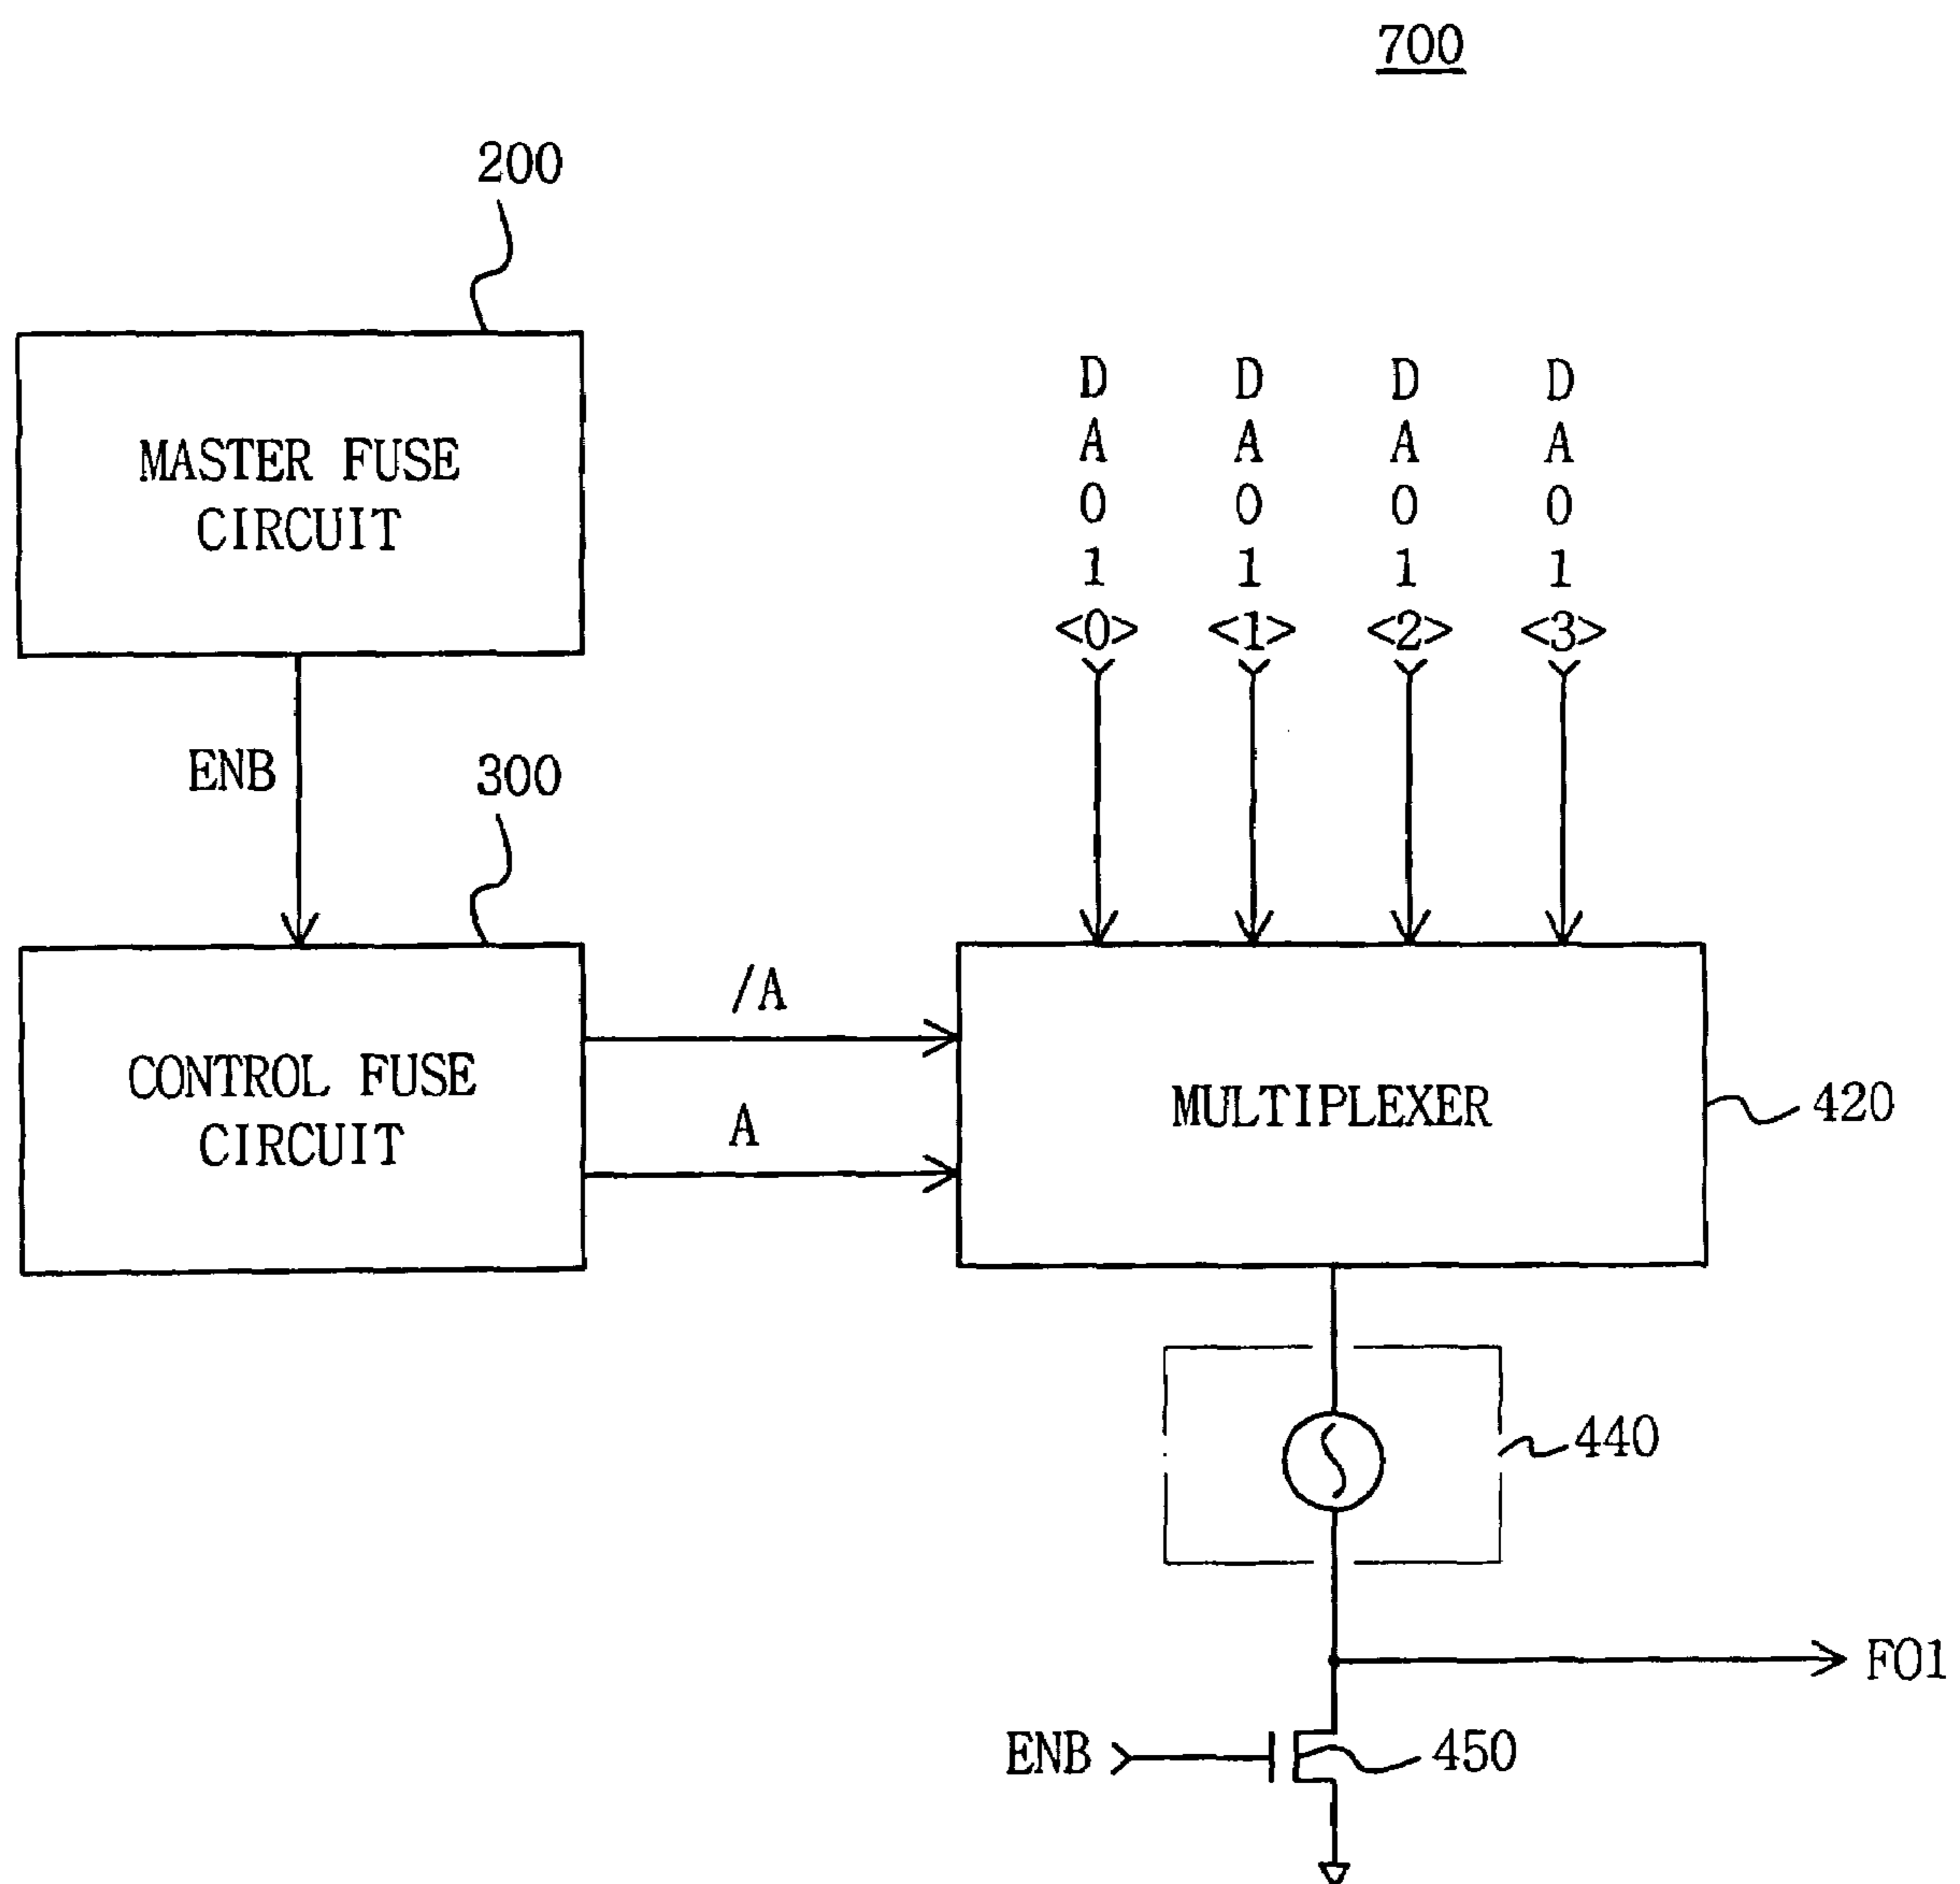 700
200
MASTER FUSE
CIRCUIT
D A 0 1 <0>
D A 0 1 <1>
D A 0 1 <2>
D A 0 1 <3>
ENB
300
CONTROL FUSE
CIRCUIT
/A
A
MULTIPLEXER
420
440
FO1
ENB
450